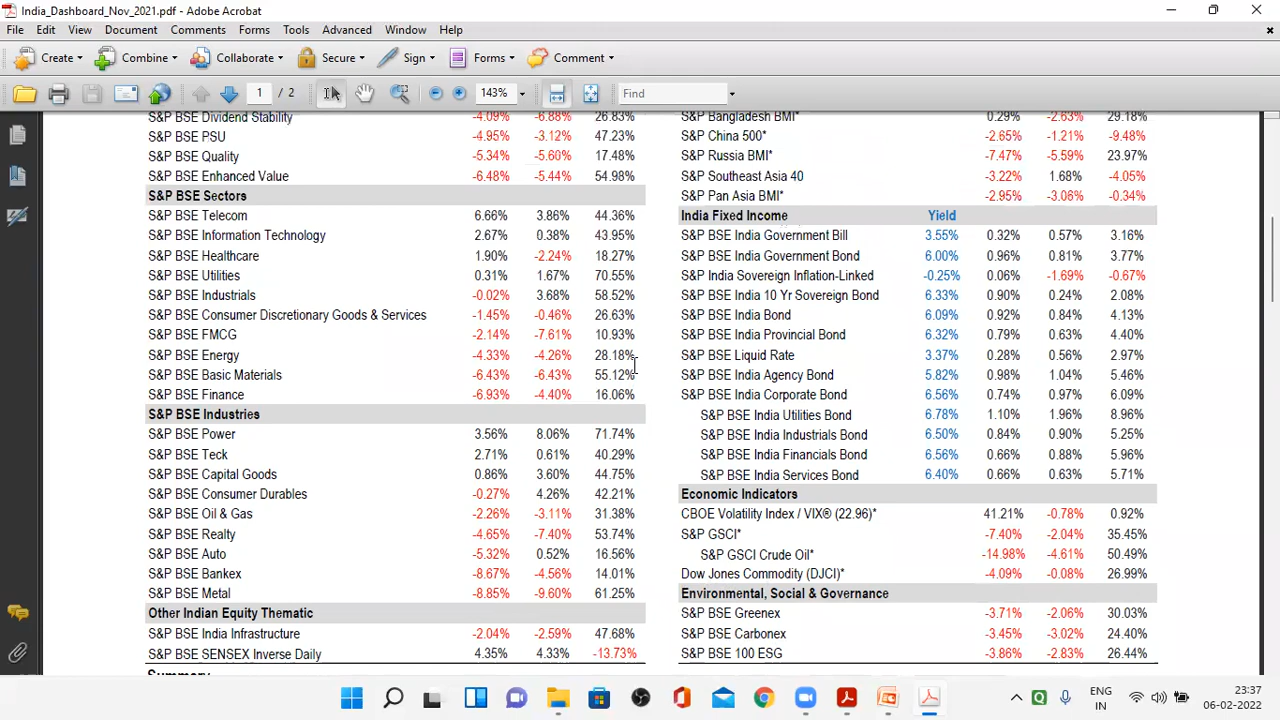 India_Dashboard_Nov_2021.pdf - Adobe Acrobat
File Edit View Document Comments Forms Tools Advanced Window Help
Create Combine Collaborate Secure Sign Forms Comment
1 / 2 143% Find
S&P BSE Dividend Stability -4.09% -6.88% 26.83%
S&P BSE PSU -4.95% -3.12% 47.23%
S&P BSE Quality -5.34% -5.60% 17.48%
S&P BSE Enhanced Value -6.48% -5.44% 54.98%
S&P BSE Sectors
S&P BSE Telecom 6.66% 3.86% 44.36%
S&P BSE Information Technology 2.67% 0.38% 43.95%
S&P BSE Healthcare 1.90% -2.24% 18.27%
S&P BSE Utilities 0.31% 1.67% 70.55%
S&P BSE Industrials -0.02% 3.68% 58.52%
S&P BSE Consumer Discretionary Goods & Services -1.45% -0.46% 26.63%
S&P BSE FMCG -2.14% -7.61% 10.93%
S&P BSE Energy -4.33% -4.26% 28.18%
S&P BSE Basic Materials -6.43% -6.43% 55.12%
S&P BSE Finance -6.93% -4.40% 16.06%
S&P BSE Industries
S&P BSE Power 3.56% 8.06% 71.74%
S&P BSE Teck 2.71% 0.61% 40.29%
S&P BSE Capital Goods 0.86% 3.60% 44.75%
S&P BSE Consumer Durables -0.27% 4.26% 42.21%
S&P BSE Oil & Gas -2.26% -3.11% 31.38%
S&P BSE Realty -4.65% -7.40% 53.74%
S&P BSE Auto -5.32% 0.52% 16.56%
S&P BSE Bankex -8.67% -4.56% 14.01%
S&P BSE Metal -8.85% -9.60% 61.25%
Other Indian Equity Thematic
S&P BSE India Infrastructure -2.04% -2.59% 47.68%
S&P BSE SENSEX Inverse Daily 4.35% 4.33% -13.73%
Summary
S&P Bangladesh BMI* 0.29% -2.63% 29.18%
S&P China 500* -2.65% -1.21% -9.48%
S&P Russia BMI* -7.47% -5.59% 23.97%
S&P Southeast Asia 40 -3.22% 1.68% -4.05%
S&P Pan Asia BMI* -2.95% -3.06% -0.34%
India Fixed Income Yield
S&P BSE India Government Bill 3.55% 0.32% 0.57% 3.16%
S&P BSE India Government Bond 6.00% 0.96% 0.81% 3.77%
S&P India Sovereign Inflation-Linked -0.25% 0.06% -1.69% -0.67%
S&P BSE India 10 Yr Sovereign Bond 6.33% 0.90% 0.24% 2.08%
S&P BSE India Bond 6.09% 0.92% 0.84% 4.13%
S&P BSE India Provincial Bond 6.32% 0.79% 0.63% 4.40%
S&P BSE Liquid Rate 3.37% 0.28% 0.56% 2.97%
S&P BSE India Agency Bond 5.82% 0.98% 1.04% 5.46%
S&P BSE India Corporate Bond 6.56% 0.74% 0.97% 6.09%
S&P BSE India Utilities Bond 6.78% 1.10% 1.96% 8.96%
S&P BSE India Industrials Bond 6.50% 0.84% 0.90% 5.25%
S&P BSE India Financials Bond 6.56% 0.66% 0.88% 5.96%
S&P BSE India Services Bond 6.40% 0.66% 0.63% 5.71%
Economic Indicators
CBOE Volatility Index / VIX® (22.96)* 41.21% -0.78% 0.92%
S&P GSCI* -7.40% -2.04% 35.45%
S&P GSCI Crude Oil* -14.98% -4.61% 50.49%
Dow Jones Commodity (DJCI)* -4.09% -0.08% 26.99%
Environmental, Social & Governance
S&P BSE Greenex -3.71% -2.06% 30.03%
S&P BSE Carbonex -3.45% -3.02% 24.40%
S&P BSE 100 ESG -3.86% -2.83% 26.44%
ENG
IN
23:37
06-02-2022